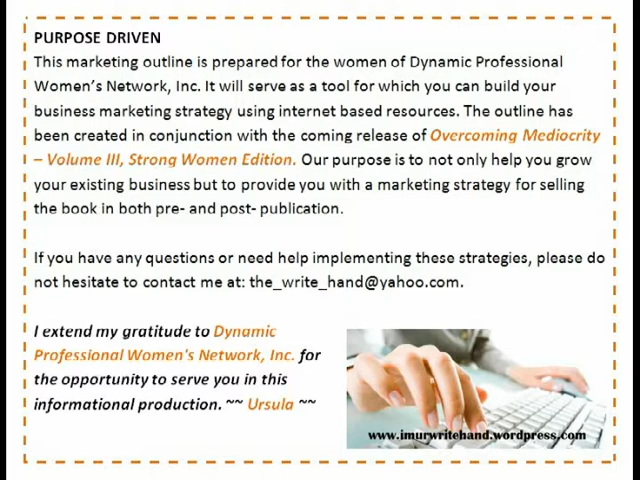 PURPOSE DRIVEN
This marketing outline is prepared for the women of Dynamic Professional
Women's Network, Inc. It will serve as a tool for which you can build your
business marketing strategy using internet based resources. The outline has
been created in conjunction with the coming release of Overcoming Mediocrity
– Volume III, Strong Women Edition. Our purpose is to not only help you grow
your existing business but to provide you with a marketing strategy for selling
the book in both pre- and post- publication.
If you have any questions or need help implementing these strategies, please do
not hesitate to contact me at: the_write_hand@yahoo.com.
I extend my gratitude to Dynamic
Professional Women's Network, Inc. for
the opportunity to serve you in this
informational production. ~~ Ursula ~~
www.imurwritehand.wordpress.com